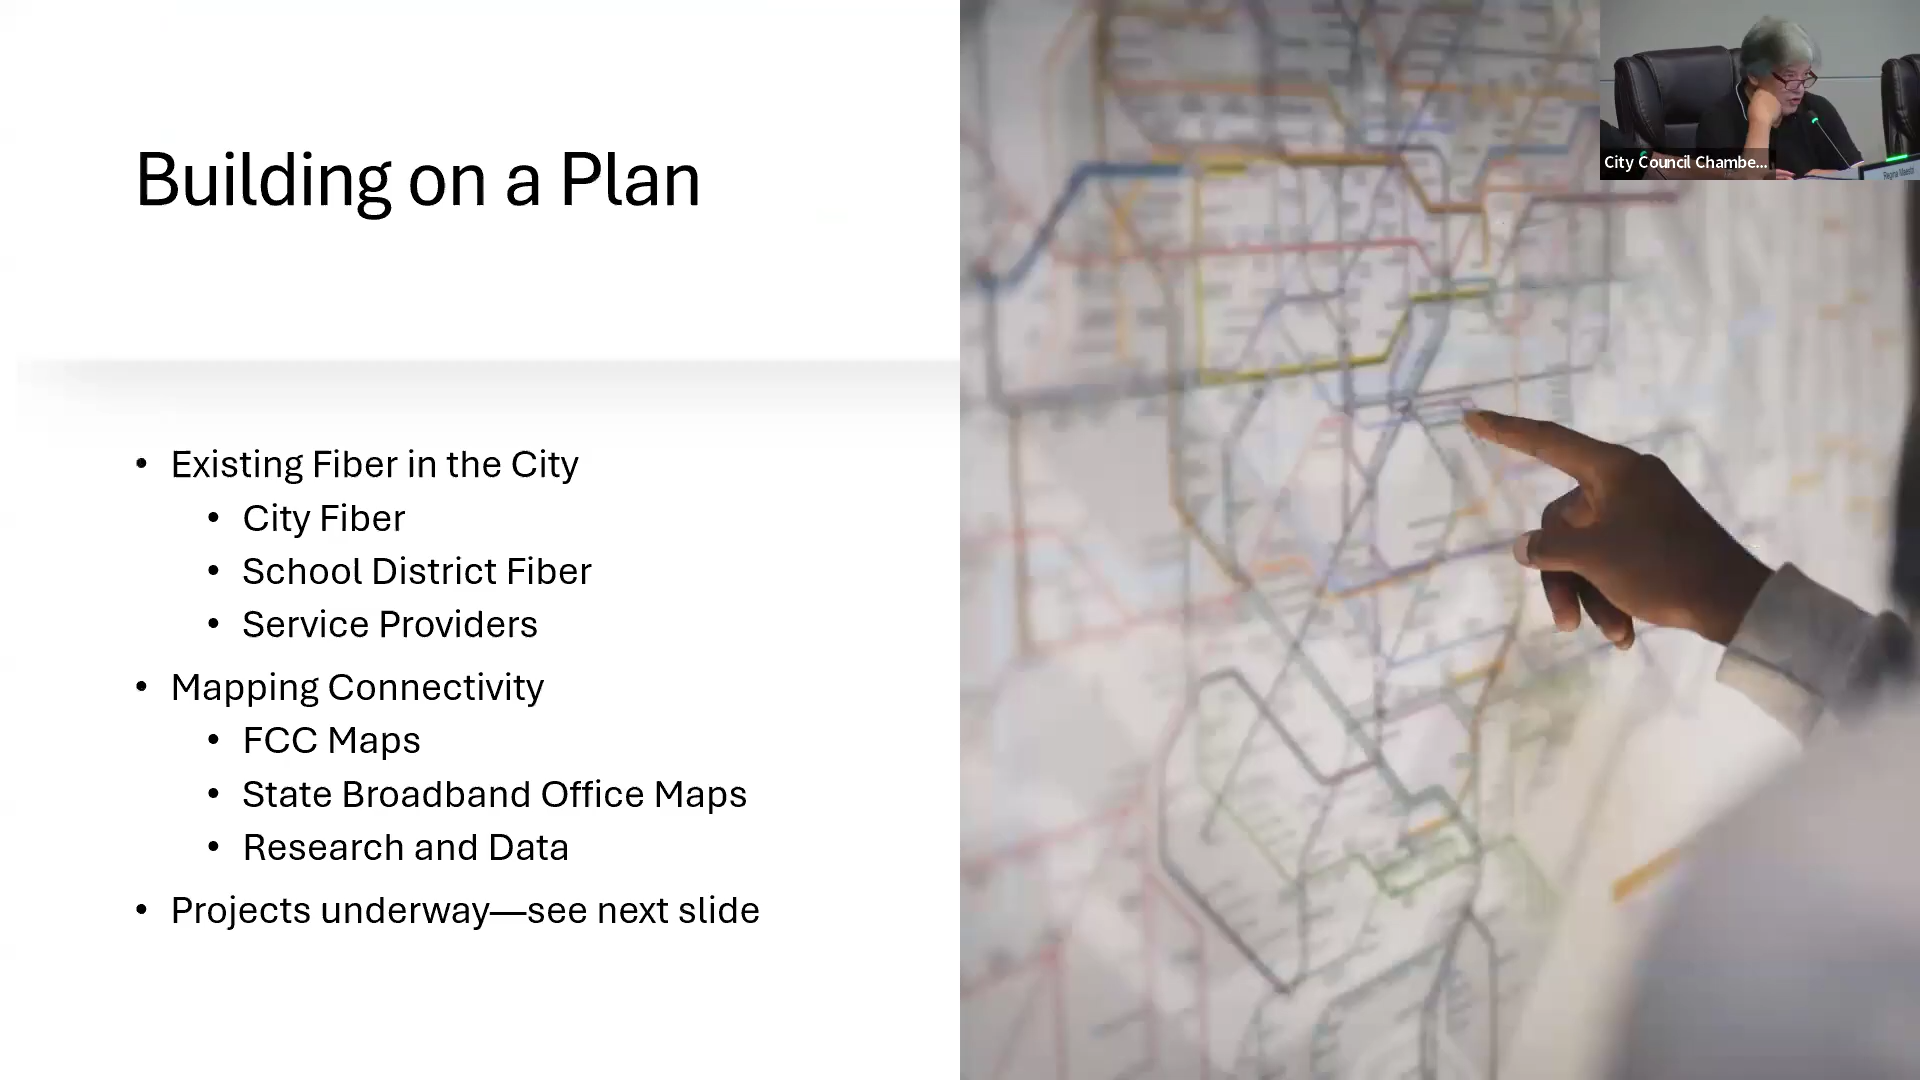 Building on a Plan
• Existing Fiber in the City
• City Fiber
• School District Fiber
• Service Providers
• Mapping Connectivity
• FCC Maps
• State Broadband Office Maps
• Research and Data
• Projects underway—see next slide
City Council Chambe...